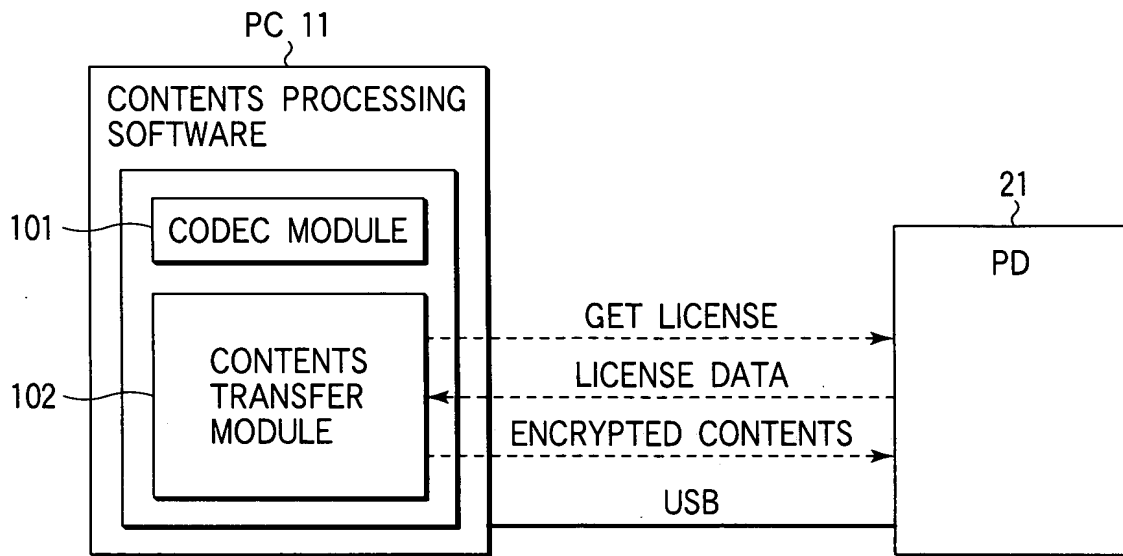 PC 11
CONTENTS PROCESSING
SOFTWARE
101
CODEC MODULE
102
CONTENTS
TRANSFER
MODULE
GET LICENSE
LICENSE DATA
ENCRYPTED CONTENTS
USB
21
PD